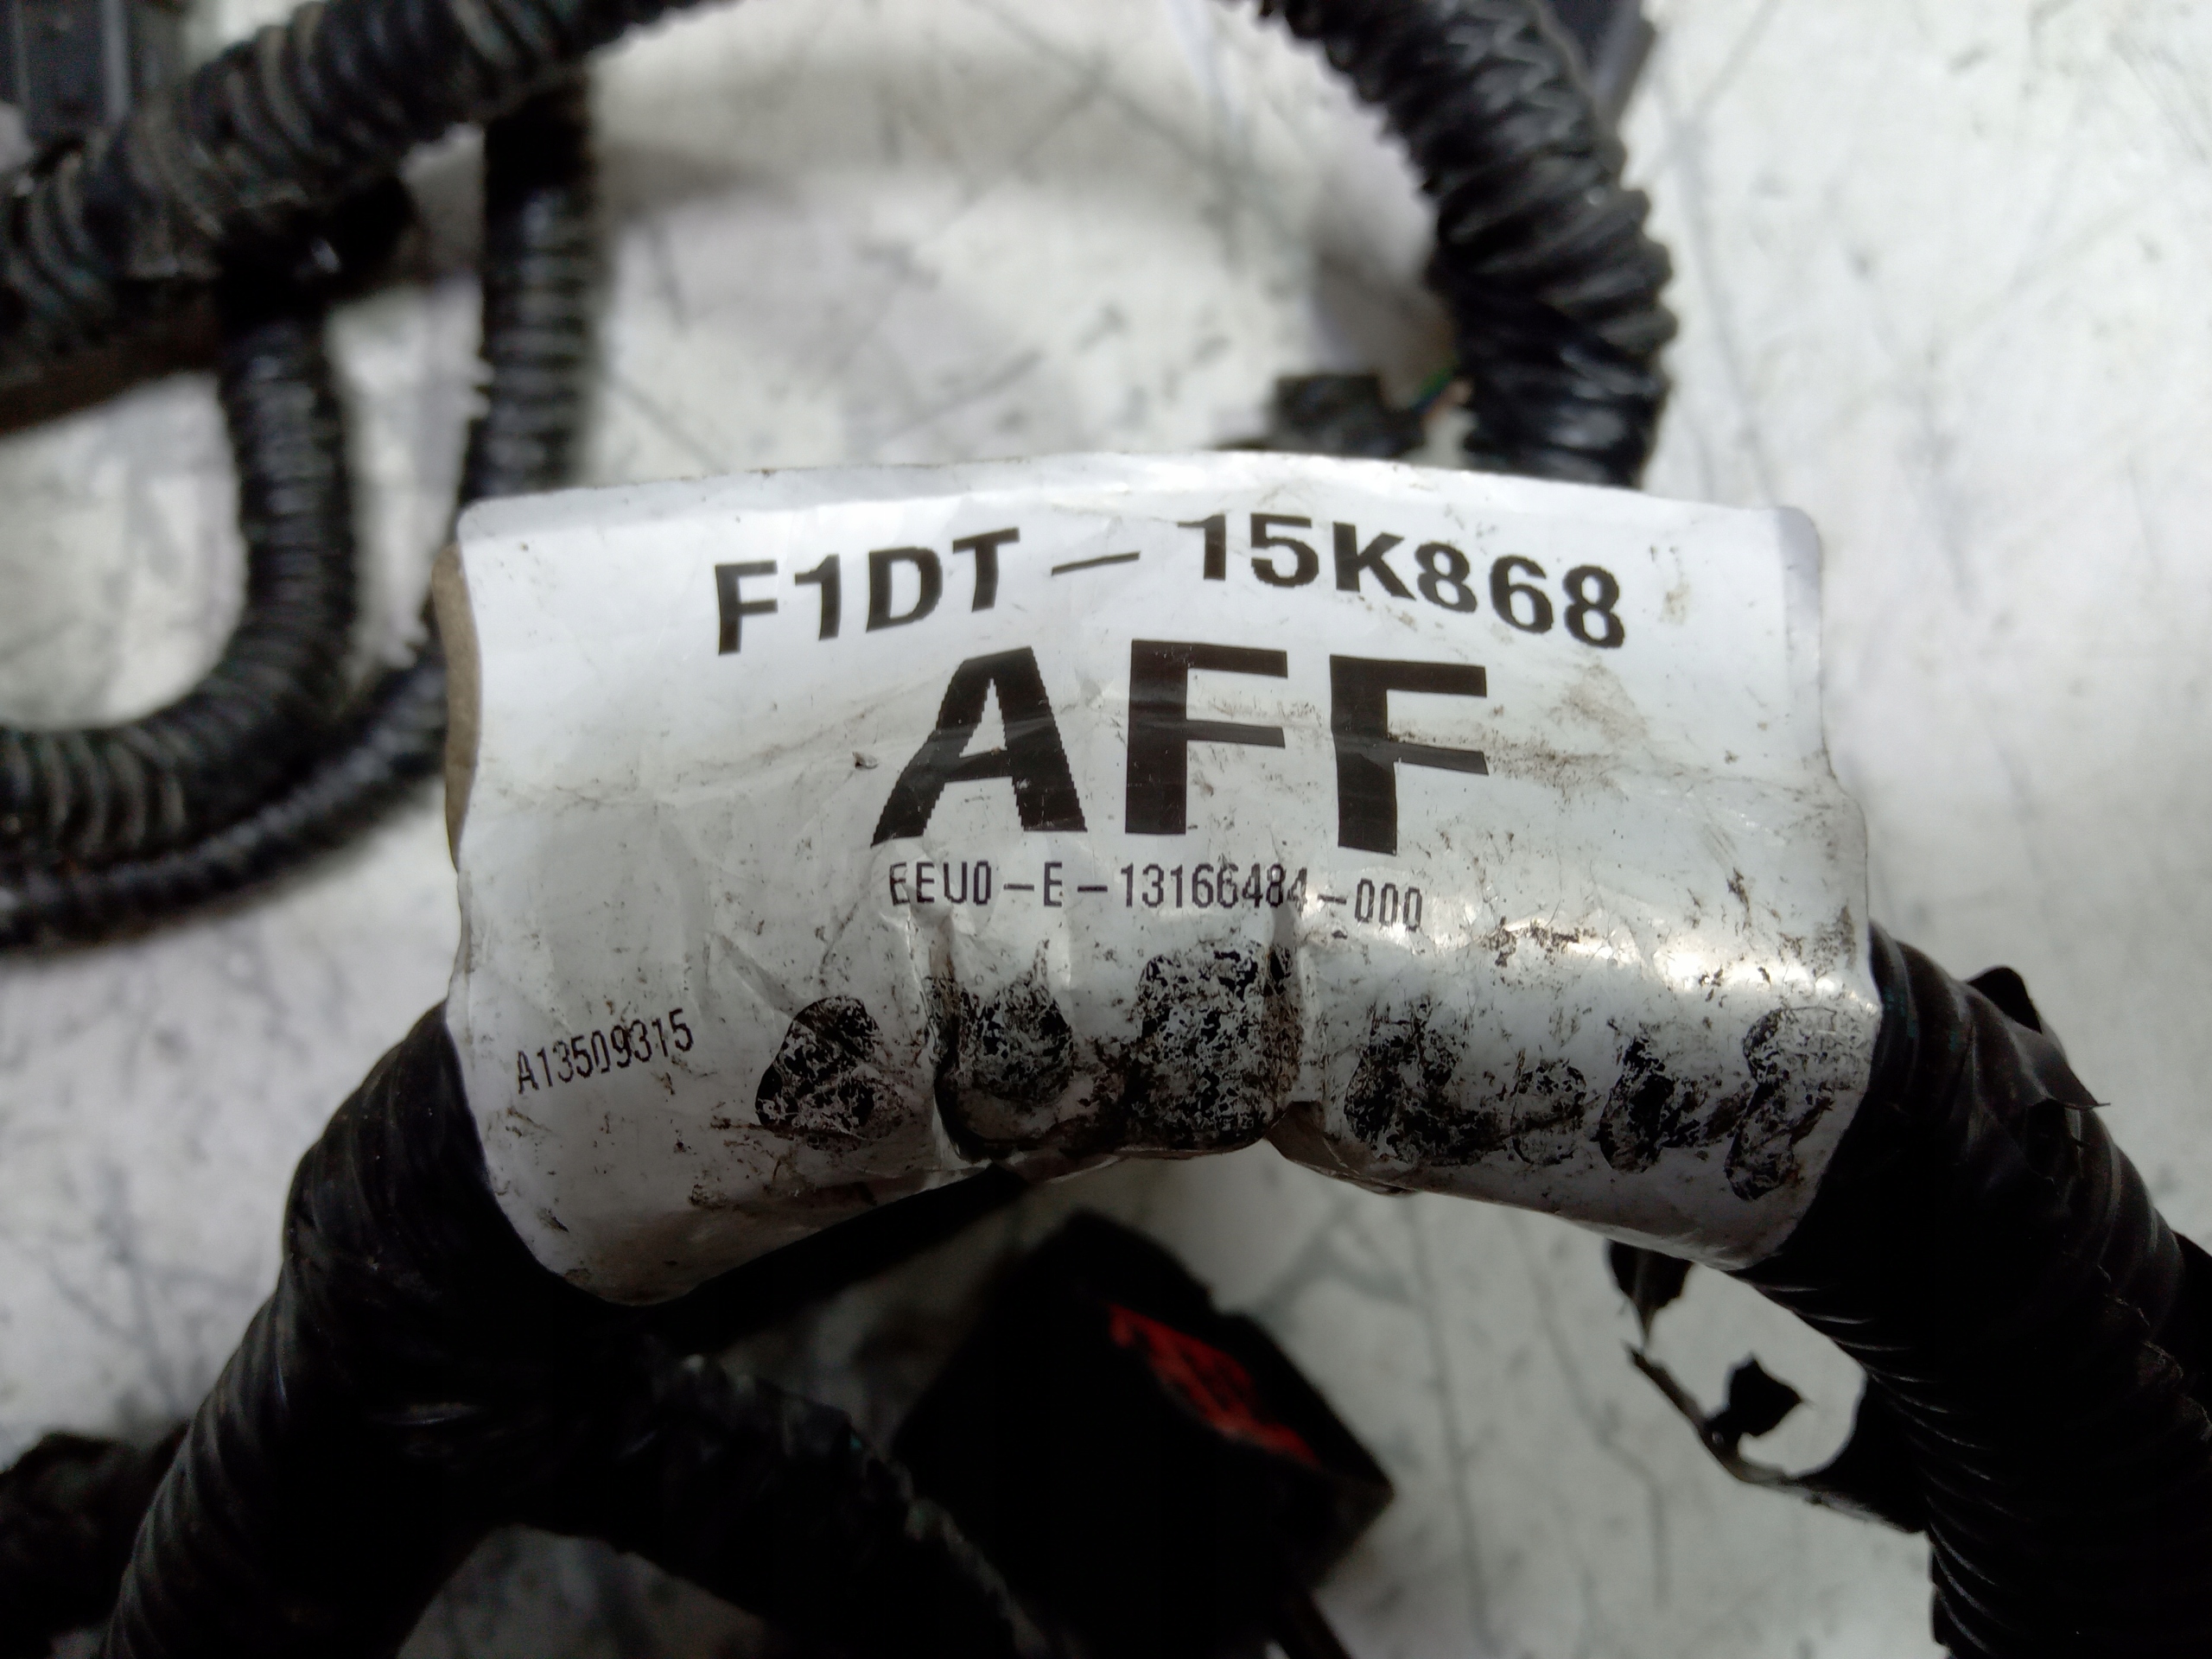 F1DT - 15K868
AFF
EEU0-E-13166484-000
A13509315